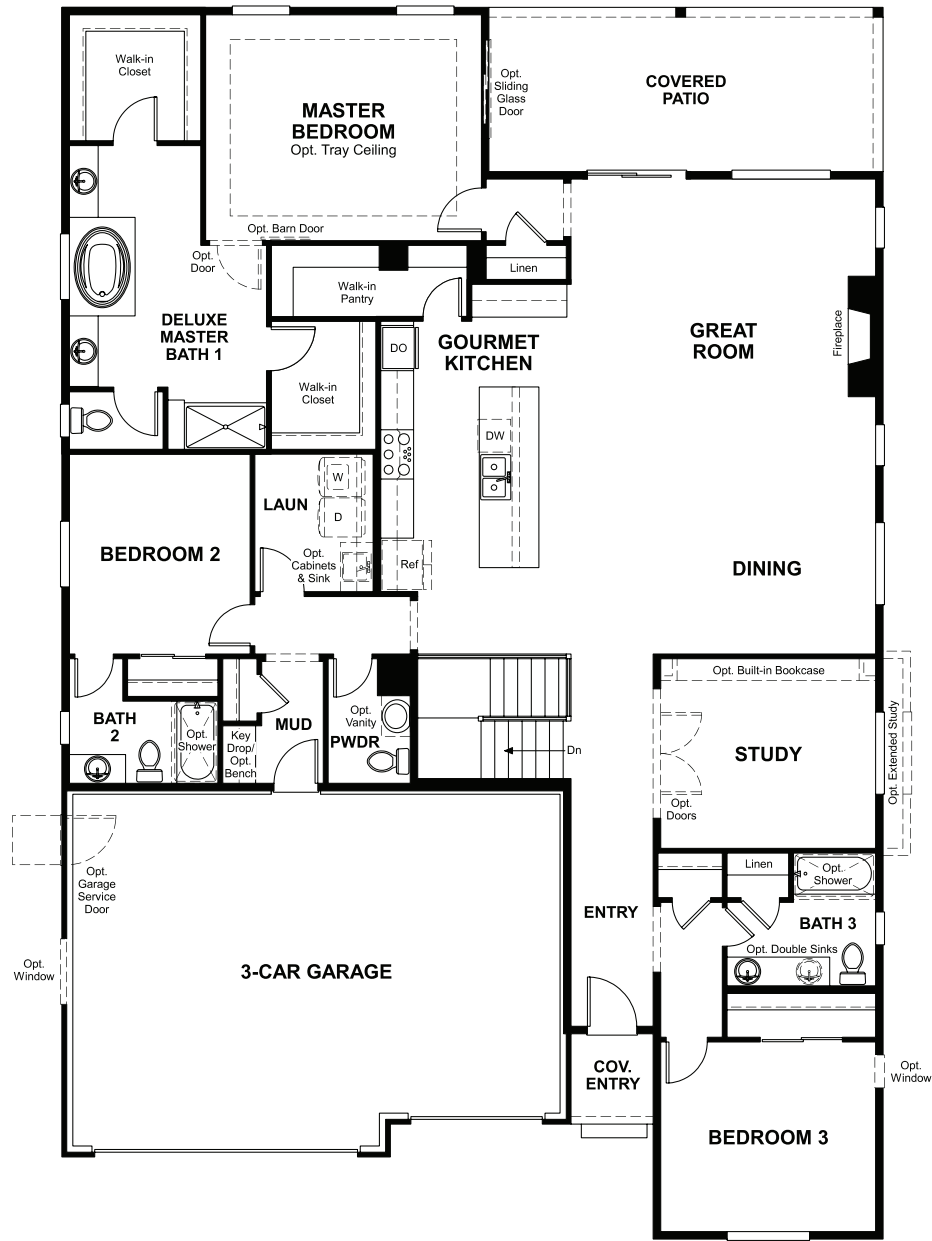 Walk-in
Closet
MASTER
BEDROOM
Opt. Tray Ceiling
Opt.
Sliding
Glass
Door
COVERED
PATIO
Opt. Barn Door
Opt.
Door
Linen
Walk-in
Pantry
DELUXE
MASTER
BATH 1
DO
GOURMET
KITCHEN
GREAT
ROOM
Fireplace
Walk-in
Closet
DW
W
LAUN
D
BEDROOM 2
Opt.
Cabinets
& Sink
Ref
DINING
Opt. Built-in Bookcase
BATH
2
Opt.
Shower
Key
Drop/
Opt.
Bench
MUD
Opt.
Vanity
PWDR
Dn
STUDY
Opt. Extended Study
Opt.
Doors
Opt.
Garage
Service
Door
Linen
Opt.
Shower
ENTRY
BATH 3
Opt. Double Sinks
Opt.
Window
3-CAR GARAGE
COV.
ENTRY
Opt.
Window
BEDROOM 3